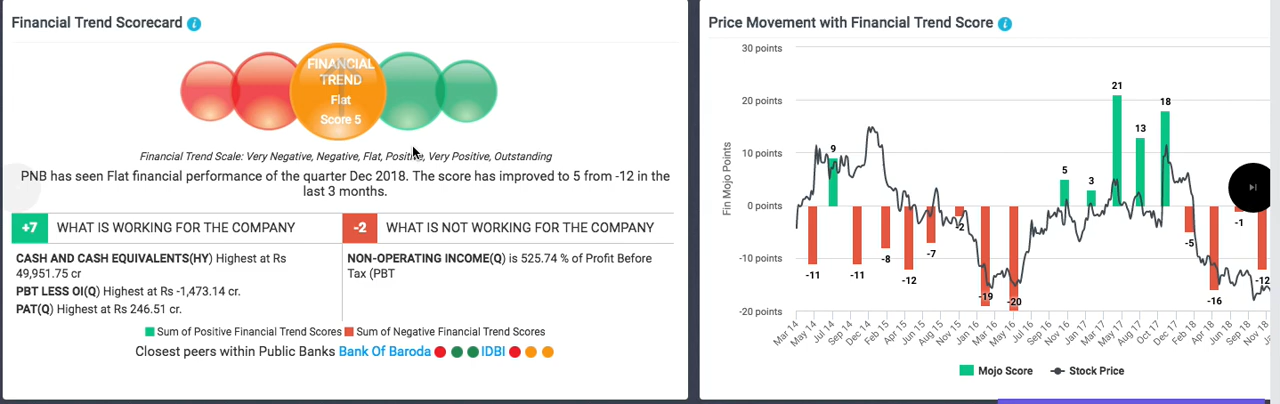 Financial Trend Scorecard
FINANCIAL
TREND
Flat
Score 5
Financial Trend Scale: Very Negative, Negative, Flat, Positive, Very Positive, Outstanding
PNB has seen Flat financial performance of the quarter Dec 2018. The score has improved to 5 from -12 in the
last 3 months.
+7 WHAT IS WORKING FOR THE COMPANY
CASH AND CASH EQUIVALENTS(HY) Highest at Rs
49,951.75 cr
PBT LESS OI(Q) Highest at Rs -1,473.14 cr.
PAT(Q) Highest at Rs 246.51 cr.
-2 WHAT IS NOT WORKING FOR THE COMPANY
NON-OPERATING INCOME(Q) is 525.74 % of Profit Before
Tax (PBT
Sum of Positive Financial Trend Scores Sum of Negative Financial Trend Scores
Closest peers within Public Banks Bank Of Baroda IDBI
Price Movement with Financial Trend Score
Fin Mojo Points
30 points
20 points
10 points
0 points
-10 points
-20 points
-11
9
-11
-8
-12
-7
-2
-19
-20
5
3
21
13
18
-5
-16
-1
-12
Mar 14
May 14
Jul 14
Sep 14
Dec 14
Feb 15
Apr 15
Jun 15
Aug 15
Nov 15
Jan 16
Mar 16
May 16
Jul 16
Sep 16
Nov 16
Jan 17
Mar 17
May 17
Aug 17
Oct 17
Dec 17
Feb 18
Apr 18
Jun 18
Sep 18
Nov 18
Mojo Score Stock Price